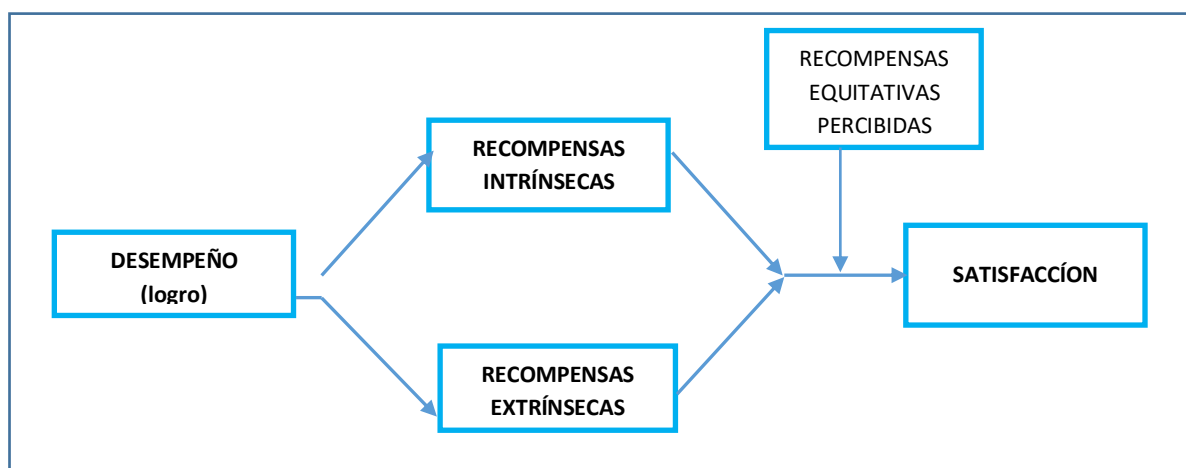 RECOMPENSAS
EQUITATIVAS
PERCIBIDAS
RECOMPENSAS
INTRÍNSECAS
DESEMPEÑO
(logro)
SATISFACCÍON
RECOMPENSAS
EXTRÍNSECAS